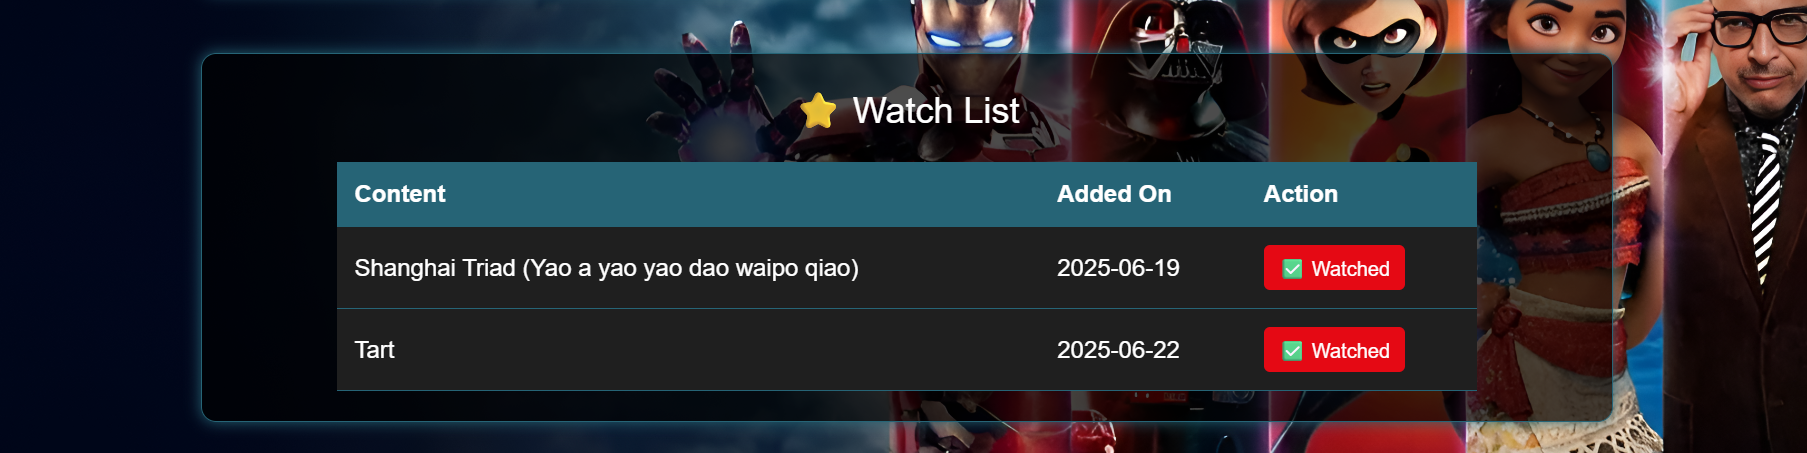 ⭐ Watch List
Content Added On Action
Shanghai Triad (Yao a yao yao dao waipo qiao) 2025-06-19 ✅ Watched
Tart 2025-06-22 ✅ Watched